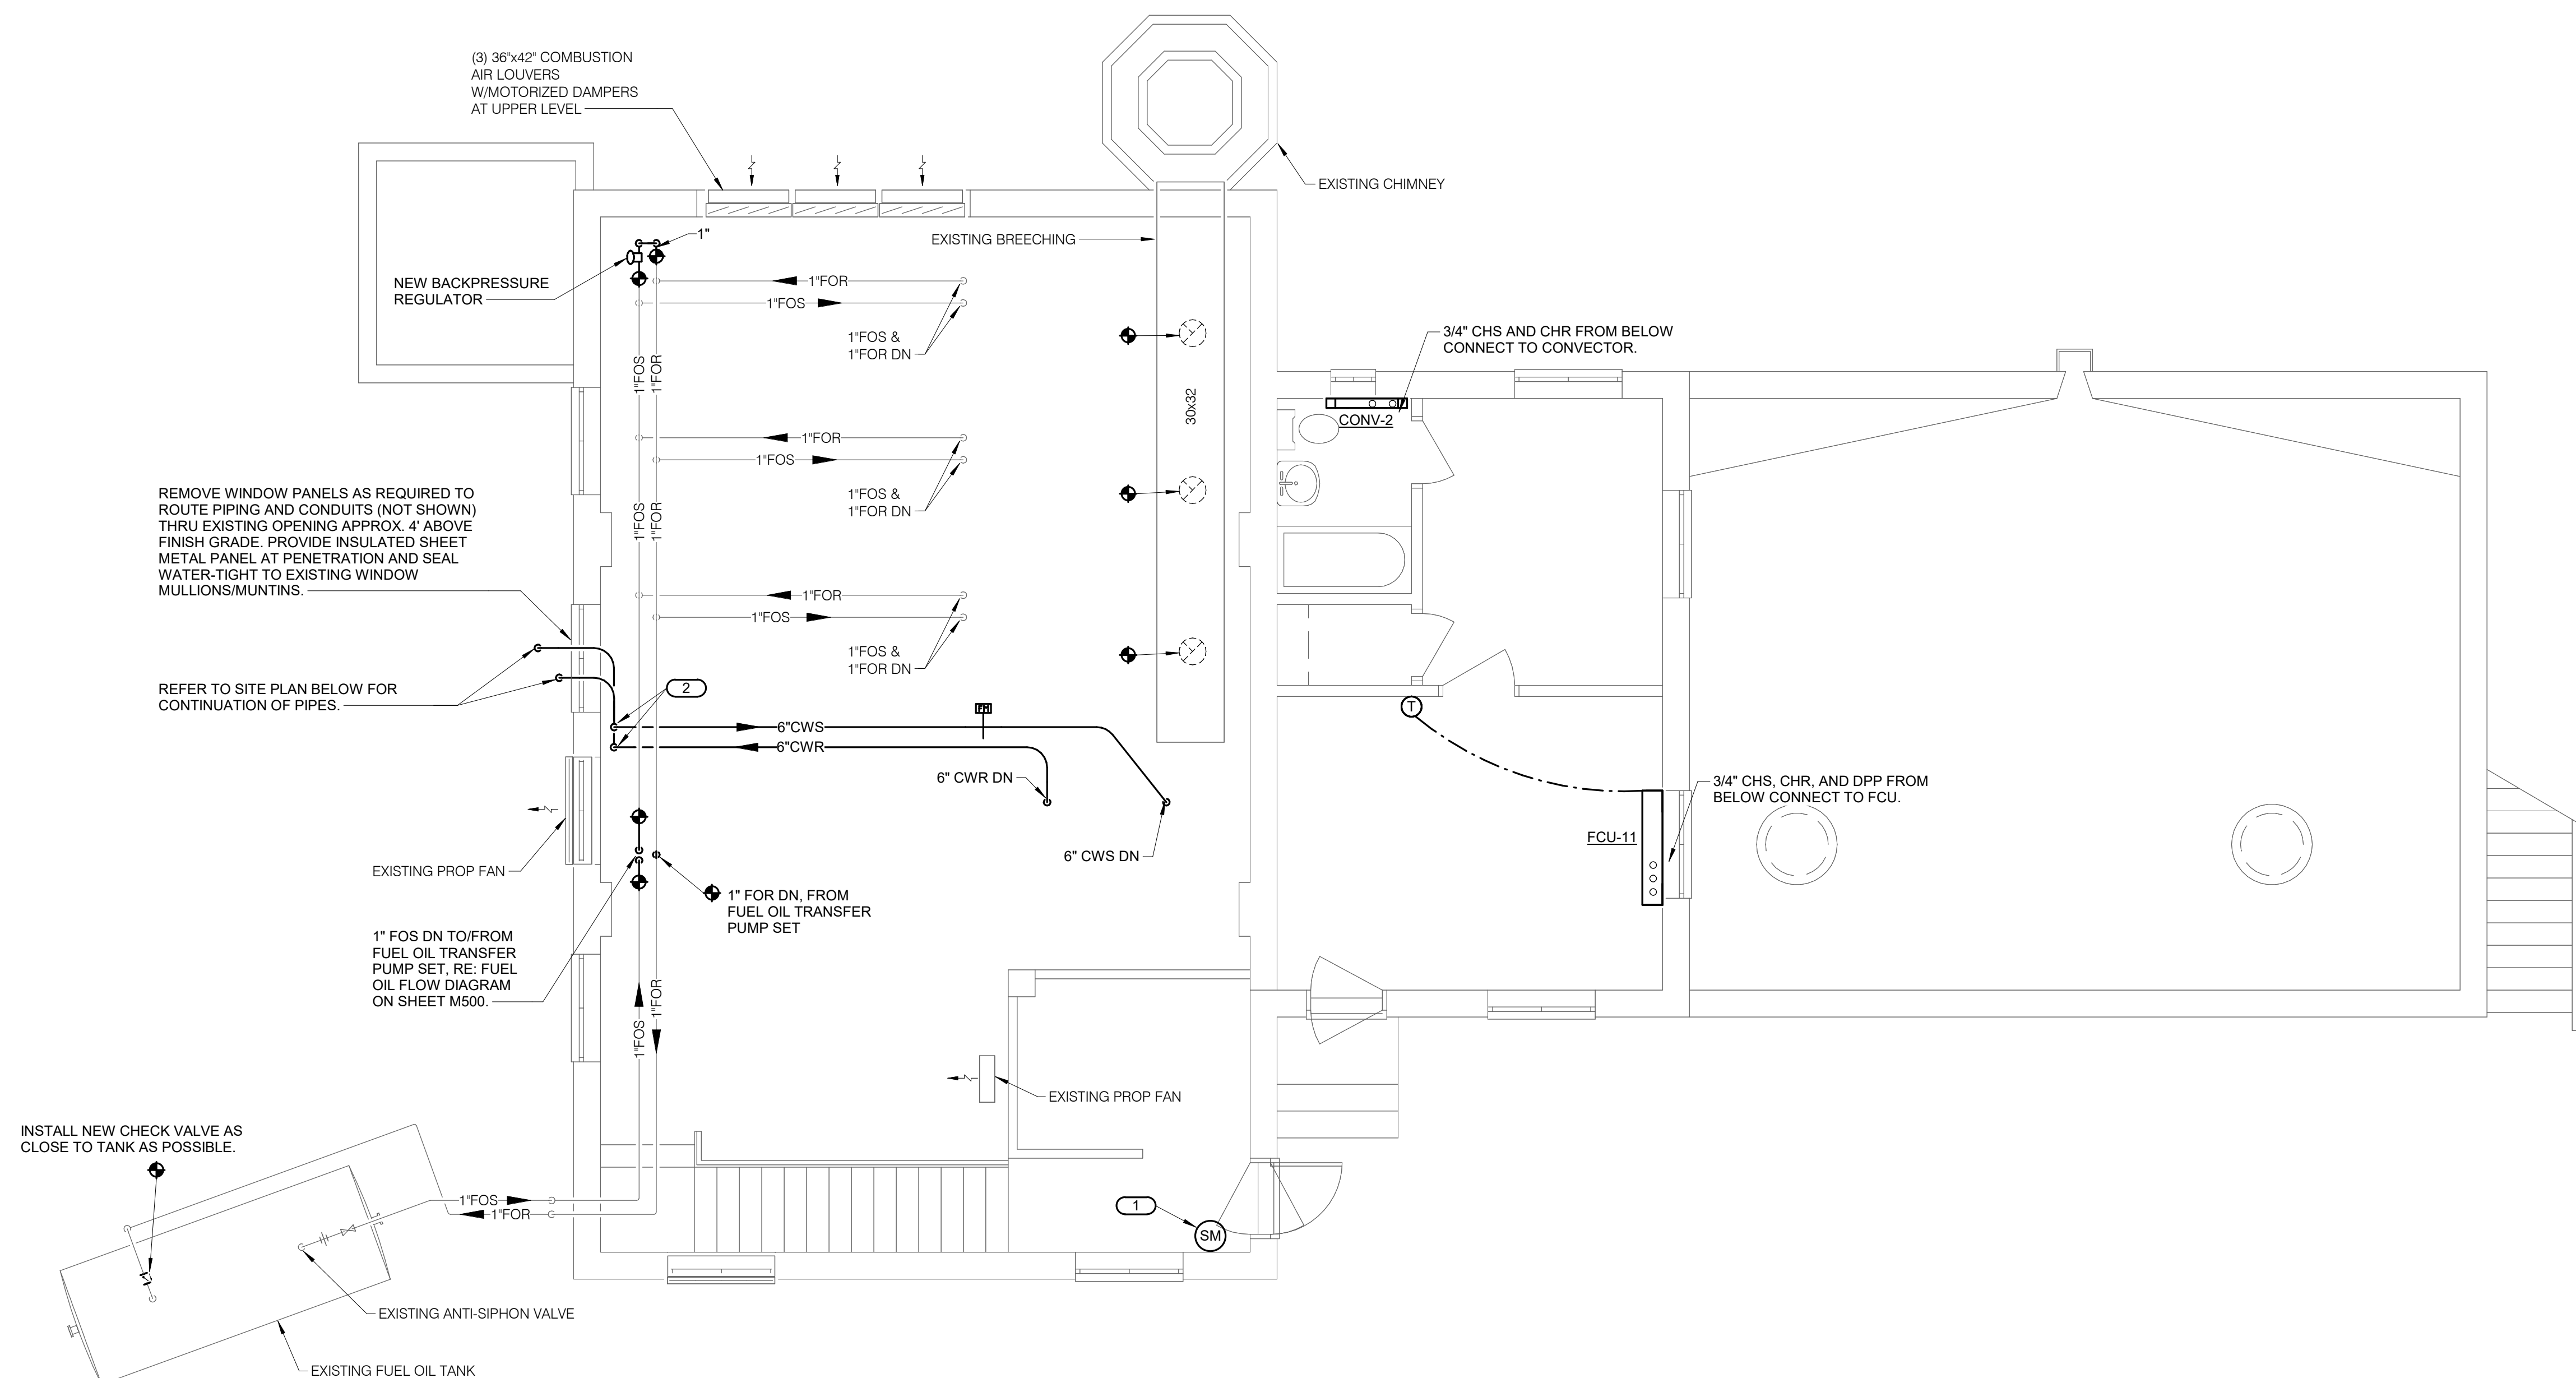 (3) 36"x42" COMBUSTION
AIR LOUVERS
W/MOTORIZED DAMPERS
AT UPPER LEVEL
EXISTING CHIMNEY
EXISTING BREECHING
1"
NEW BACKPRESSURE
REGULATOR
1"FOR
1"FOS
1"FOS &
1"FOR DN
1"FOS
1"FOR
30x32
3/4" CHS AND CHR FROM BELOW
CONNECT TO CONVECTOR.
CONV-2
1"FOR
1"FOS
1"FOS &
1"FOR DN
1"FOS
1"FOR
REMOVE WINDOW PANELS AS REQUIRED TO
ROUTE PIPING AND CONDUITS (NOT SHOWN)
THRU EXISTING OPENING APPROX. 4' ABOVE
FINISH GRADE. PROVIDE INSULATED SHEET
METAL PANEL AT PENETRATION AND SEAL
WATER-TIGHT TO EXISTING WINDOW
MULLIONS/MUNTINS.
1"FOR
1"FOS
1"FOS &
1"FOR DN
REFER TO SITE PLAN BELOW FOR
CONTINUATION OF PIPES.
2
FM
T
6"CWS
6"CWR
6" CWR DN
6" CWS DN
3/4" CHS, CHR, AND DPP FROM
BELOW CONNECT TO FCU.
FCU-11
EXISTING PROP FAN
1" FOR DN, FROM
FUEL OIL TRANSFER
PUMP SET
1" FOS DN TO/FROM
FUEL OIL TRANSFER
PUMP SET, RE: FUEL
OIL FLOW DIAGRAM
ON SHEET M500.
1"FOS
1"FOR
EXISTING PROP FAN
INSTALL NEW CHECK VALVE AS
CLOSE TO TANK AS POSSIBLE.
1"FOS
1"FOR
1
SM
EXISTING ANTI-SIPHON VALVE
EXISTING FUEL OIL TANK